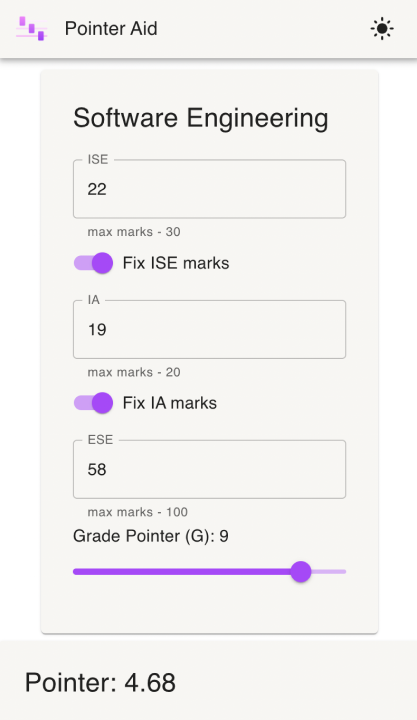 Pointer Aid
Software Engineering
ISE
22
max marks - 30
Fix ISE marks
IA
19
max marks - 20
Fix IA marks
ESE
58
max marks - 100
Grade Pointer (G): 9
Pointer: 4.68